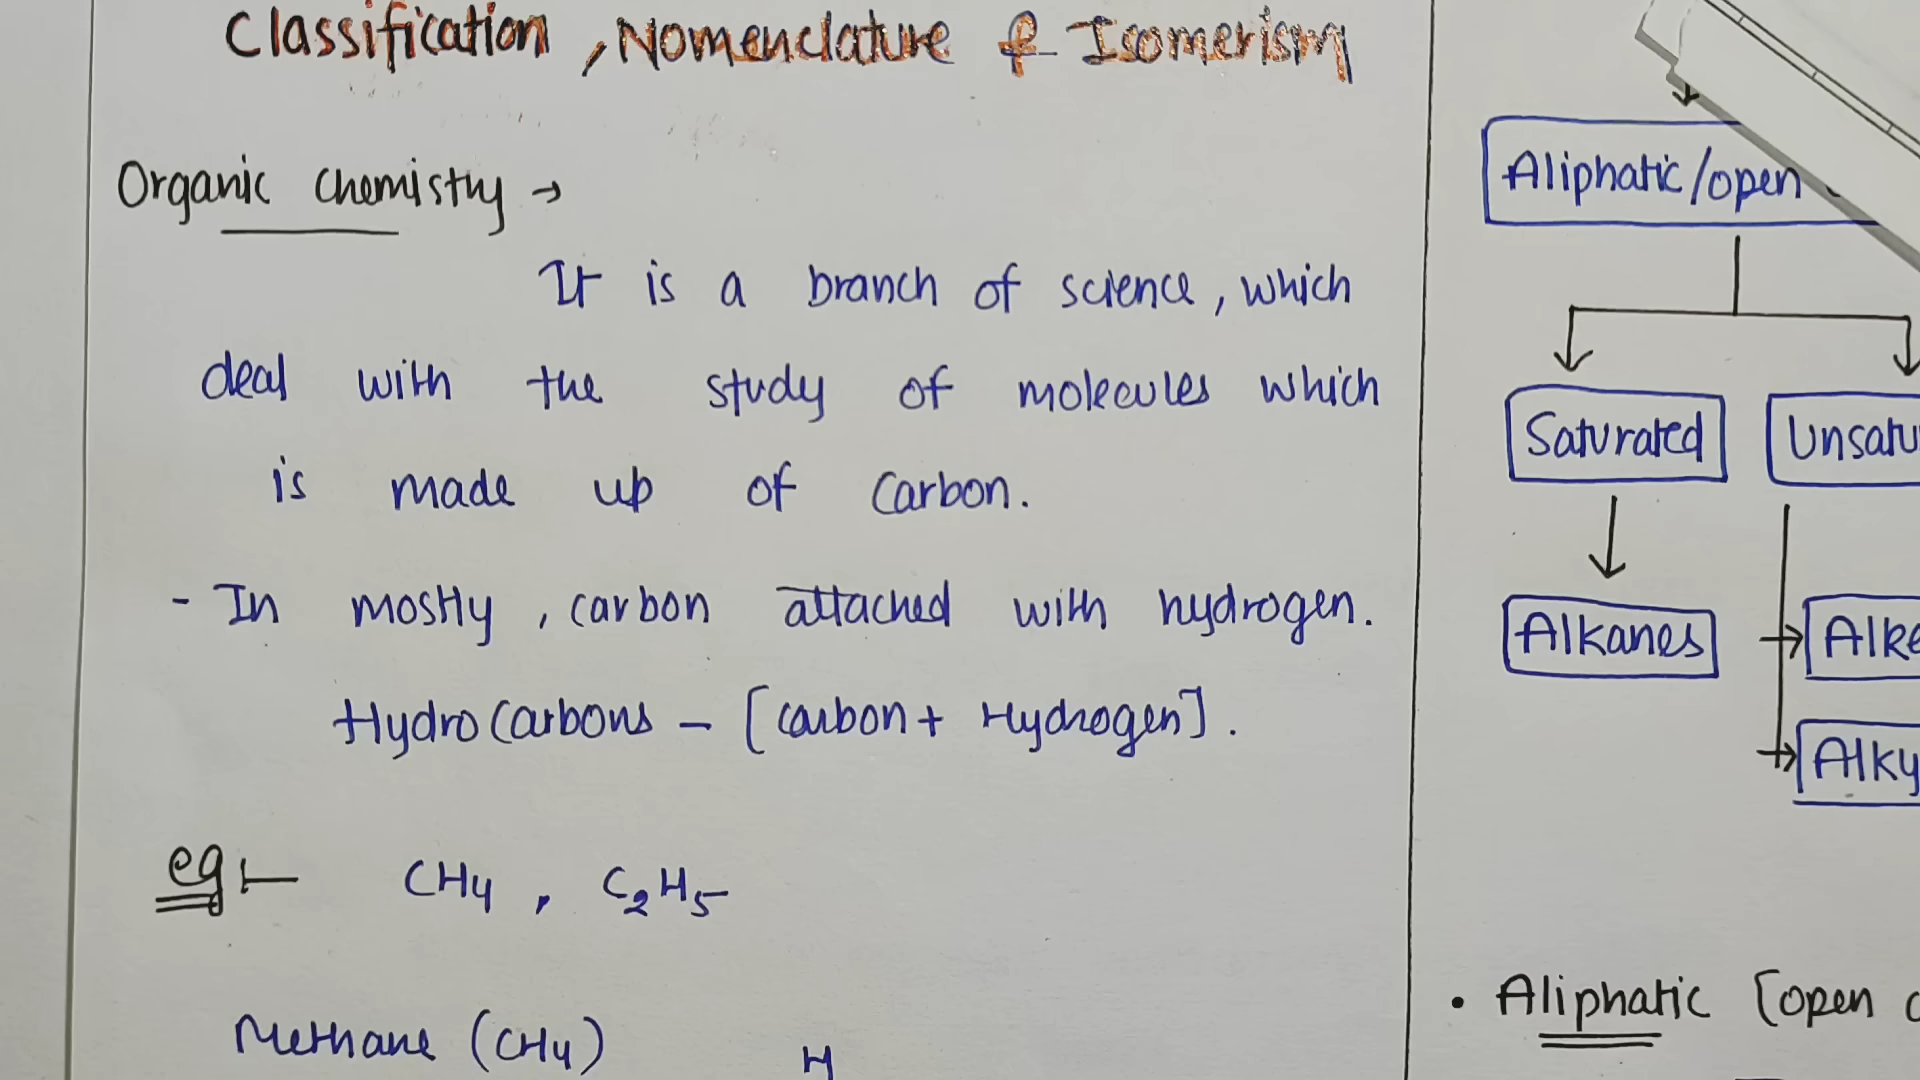 Classification, Nomenclature & Isomerism
Organic Chemistry →
It is a branch of science, which
deal with the study of molecules which
is made up of Carbon.
- In mostly, carbon attached with hydrogen.
HydroCarbons - [carbon + Hydrogen].
eg:-
CH4, C2H5
Methane (CH4)
H
Aliphatic/open
Saturated
Unsatu
Alkanes
Alke
Alky
• Aliphatic [open